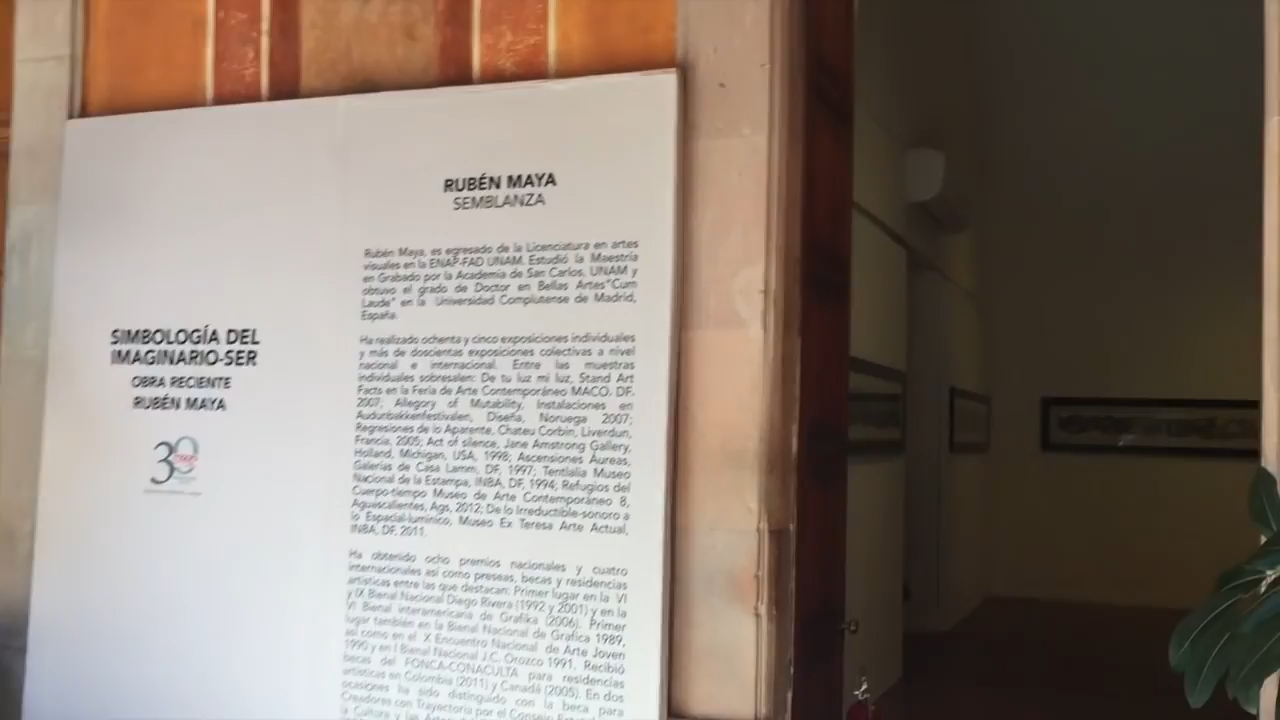 SIMBOLOGÍA DEL
IMAGINARIO-SER
OBRA RECIENTE
RUBÉN MAYA
30
RUBÉN MAYA
SEMBLANZA
Rubén Maya, es egresado de la Licenciatura en artes
visuales en la ENAP-FAD UNAM. Estudió la Maestría
en Grabado por la Academia de San Carlos, UNAM y
obtuvo el grado de Doctor en Bellas Artes"Cum
Laude" en la Universidad Complutense de Madrid,
España.
Ha realizado ochenta y cinco exposiciones individuales
y más de doscientas exposiciones colectivas a nivel
nacional e internacional. Entre las muestras
individuales sobresalen: De tu luz mi luz, Stand Art
Facts en la Feria de Arte Contemporáneo MACO, DF.
2007; Allegory of Mutability, Instalaciones en
Audunbakkenfestivalen, Diseña, Noruega 2007;
Regresiones de lo Aparente, Chateu Corbin, Liverdun,
Francia, 2005; Act of silence, Jane Amstrong Gallery,
Holland, Michigan, USA, 1998; Ascensiones Áureas,
Galerías de Casa Lamm, DF, 1997; Tentlalia Museo
Nacional de la Estampa, INBA, DF, 1994; Refugios del
Cuerpo-tiempo Museo de Arte Contemporáneo 8,
Aguascalientes, Ags, 2012; De lo Irreductible-sonoro a
lo Espacial-lumínico, Museo Ex Teresa Arte Actual,
INBA, DF, 2011.
Ha obtenido ocho premios nacionales y cuatro
internacionales así como preseas, becas y residencias
artísticas entre las que destacan: Primer lugar en la VI
y IX Bienal Nacional Diego Rivera (1992 y 2001) y en la
VI Bienal interamericana de Grafika (2006). Primer
lugar también en la Bienal Nacional de Grafica 1989,
así como en el X Encuentro Nacional de Arte Joven
1990 y en I Bienal Nacional J.C. Orozco 1991. Recibió
becas del FONCA-CONACULTA para residencias
artísticas en Colombia (2011) y Canadá (2005). En dos
ocasiones ha sido distinguido con la beca para
Creadores con Trayectoria por el Consejo Estatal
la Cultura y las Artes